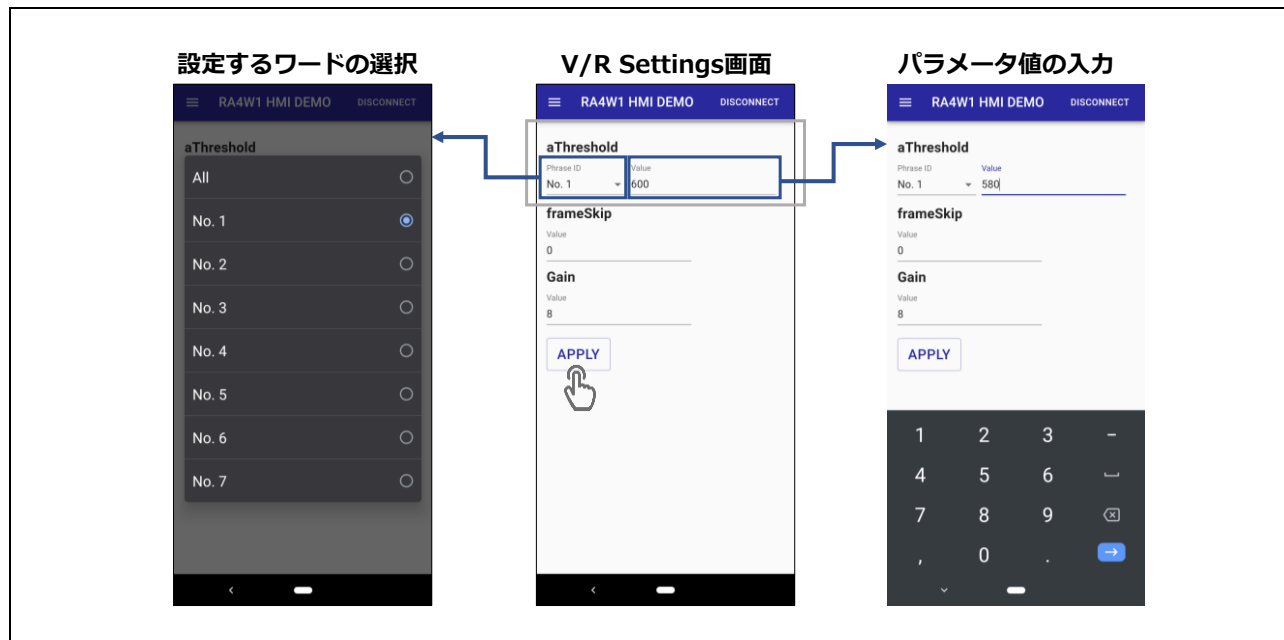 設定するワードの選択
RA4W1 HMI DEMO DISCONNECT
aThreshold
All
No. 1
No. 2
No. 3
No. 4
No. 5
No. 6
No. 7
V/R Settings画面
RA4W1 HMI DEMO DISCONNECT
aThreshold
Phrase ID Value
No. 1 600
frameSkip
Value
0
Gain
Value
8
APPLY
パラメータ値の入力
RA4W1 HMI DEMO DISCONNECT
aThreshold
Phrase ID Value
No. 1 580
frameSkip
Value
0
Gain
Value
8
APPLY
1 2 3 -
4 5 6
7 8 9
, 0 .